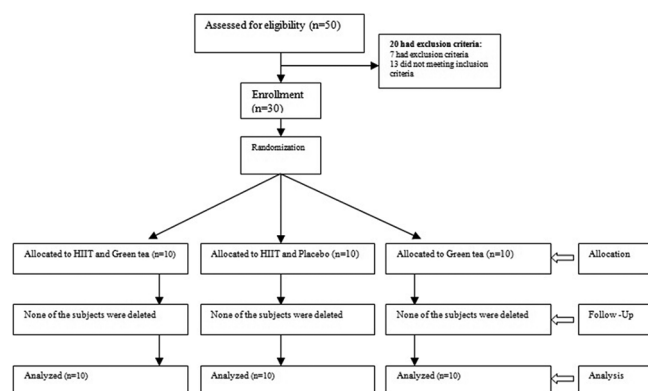 Assessed for eligibility (n=50)
20 had exclusion criteria:
7 had exclusion criteria
13 did not meeting inclusion
criteria
Enrollment
(n=30)
Randomization
Allocated to HIIT and Green tea (n=10)
Allocated to HIIT and Placebo (n=10)
Allocated to Green tea (n=10)
Allocation
None of the subjects were deleted
None of the subjects were deleted
None of the subjects were deleted
Follow -Up
Analyzed (n=10)
Analyzed (n=10)
Analyzed (n=10)
Analysis